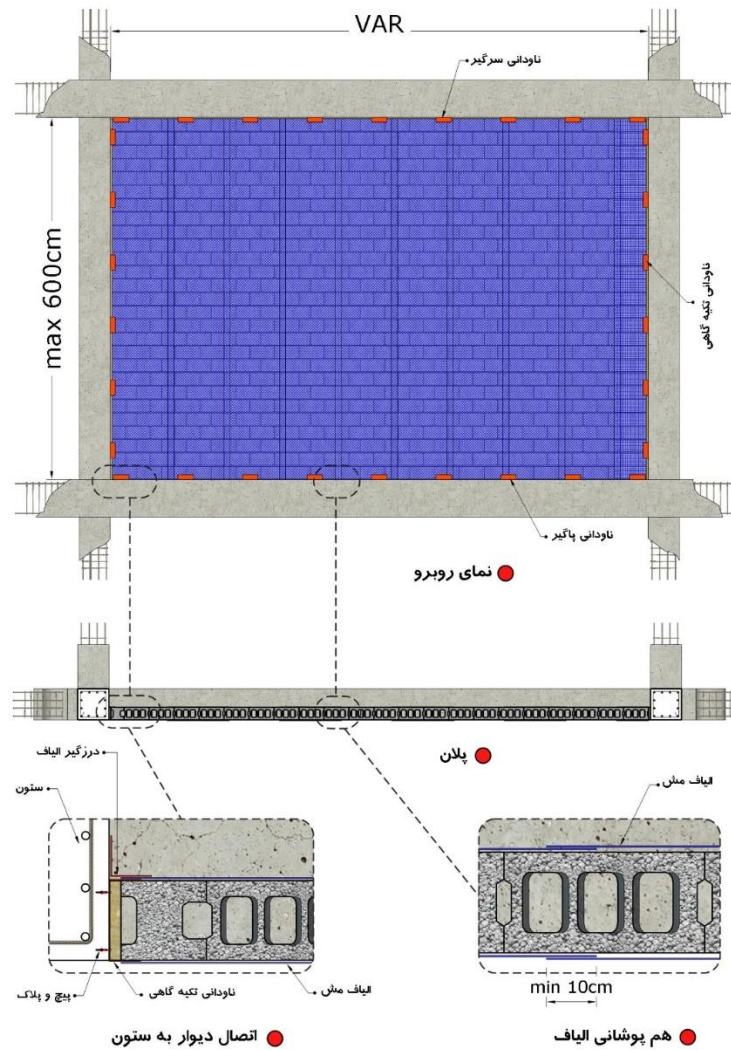 VAR
ناودانی سرگیر
max 600cm
ناودانی تکیه گاهی
ناودانی پاگیر
نمای روبرو
پلان
درزگیر الیاف
ستون
الیاف مش
پیچ و پلاک
ناودانی تکیه گاهی
الیاف مش
min 10cm
اتصال دیوار به ستون
هم پوشانی الیاف